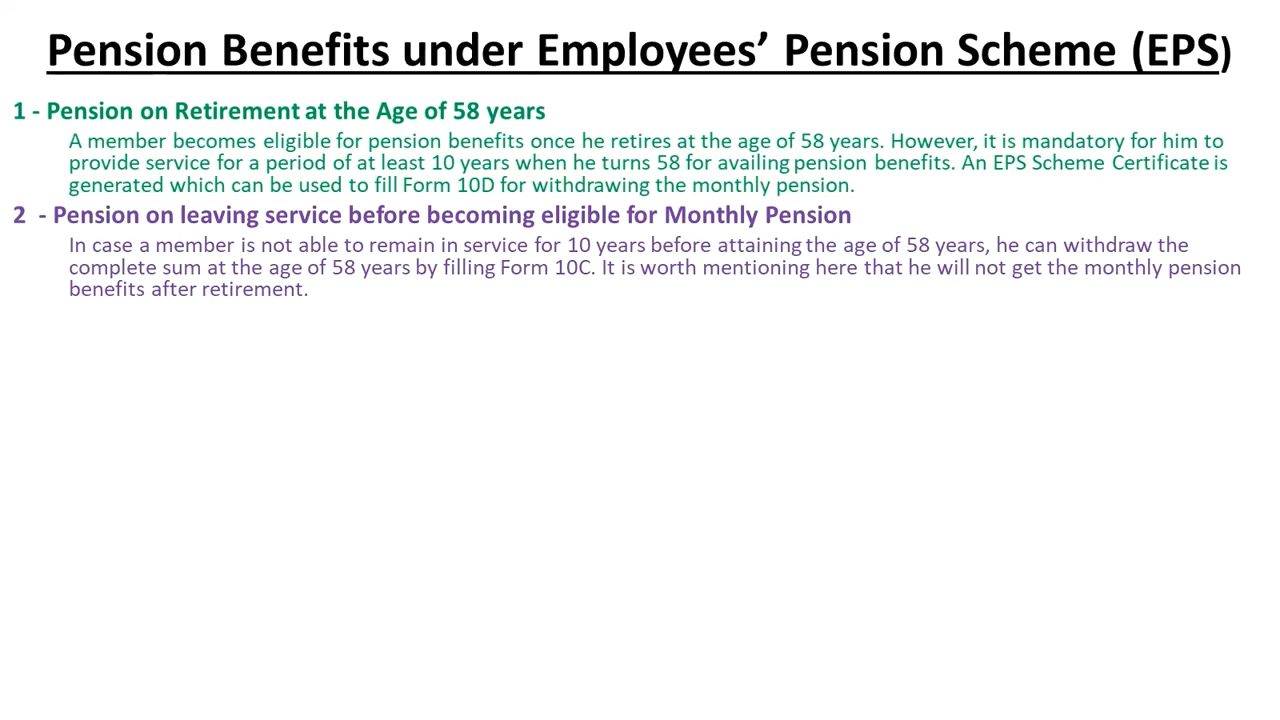 Pension Benefits under Employees’ Pension Scheme (EPS)
1 - Pension on Retirement at the Age of 58 years
A member becomes eligible for pension benefits once he retires at the age of 58 years. However, it is mandatory for him to
provide service for a period of at least 10 years when he turns 58 for availing pension benefits. An EPS Scheme Certificate is
generated which can be used to fill Form 10D for withdrawing the monthly pension.
2 - Pension on leaving service before becoming eligible for Monthly Pension
In case a member is not able to remain in service for 10 years before attaining the age of 58 years, he can withdraw the
complete sum at the age of 58 years by filling Form 10C. It is worth mentioning here that he will not get the monthly pension
benefits after retirement.